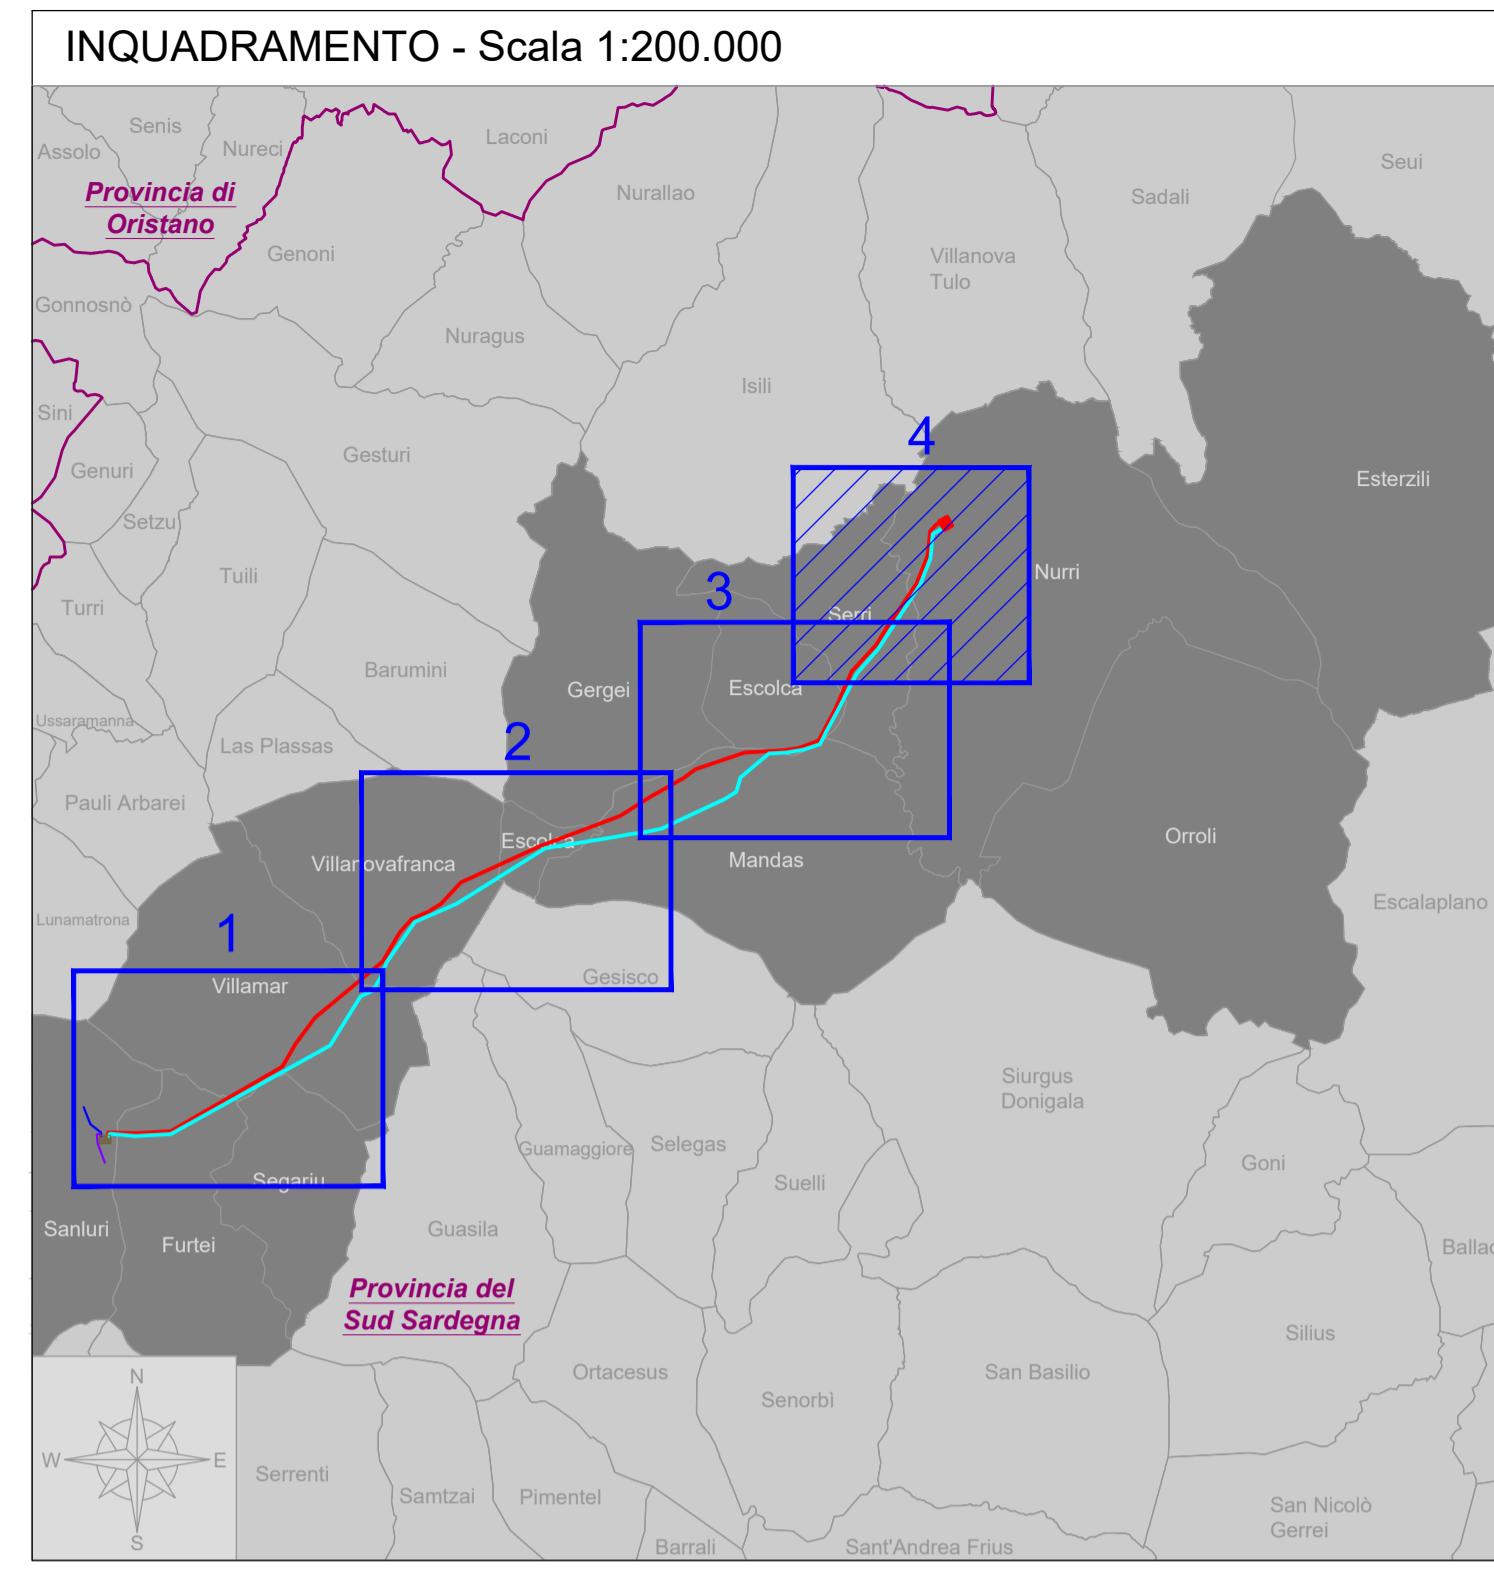 INQUADRAMENTO - Scala 1:200.000
Senis
Assolo
Nureci
Laconi
Seui
Provincia di
Oristano
Nurallao
Sadali
Genoni
Villanova
Tulo
Gonnosnò
Nuragus
Isili
Sini
4
Gesturi
Genuri
Esterzili
Setzu
Tuili
Nurri
3
Turri
Serri
Barumini
Gergei
Escolca
Ussaramanna
Las Plassas
2
Pauli Arbarei
Escolca
Orroli
Villanovafranca
Mandas
Escalaplano
Lunamatrona
1
Gesisco
Villamar
Siurgus
Donigala
Guamaggiore
Selegas
Goni
Segariu
Suelli
Sanluri
Guasila
Furtei
Provincia del
Sud Sardegna
Silius
Ortacesus
San Basilio
N
Senorbì
W
E
Serrenti
Samtzai
Pimentel
San Nicolò
Gerrei
S
Barrali
Sant'Andrea Frius